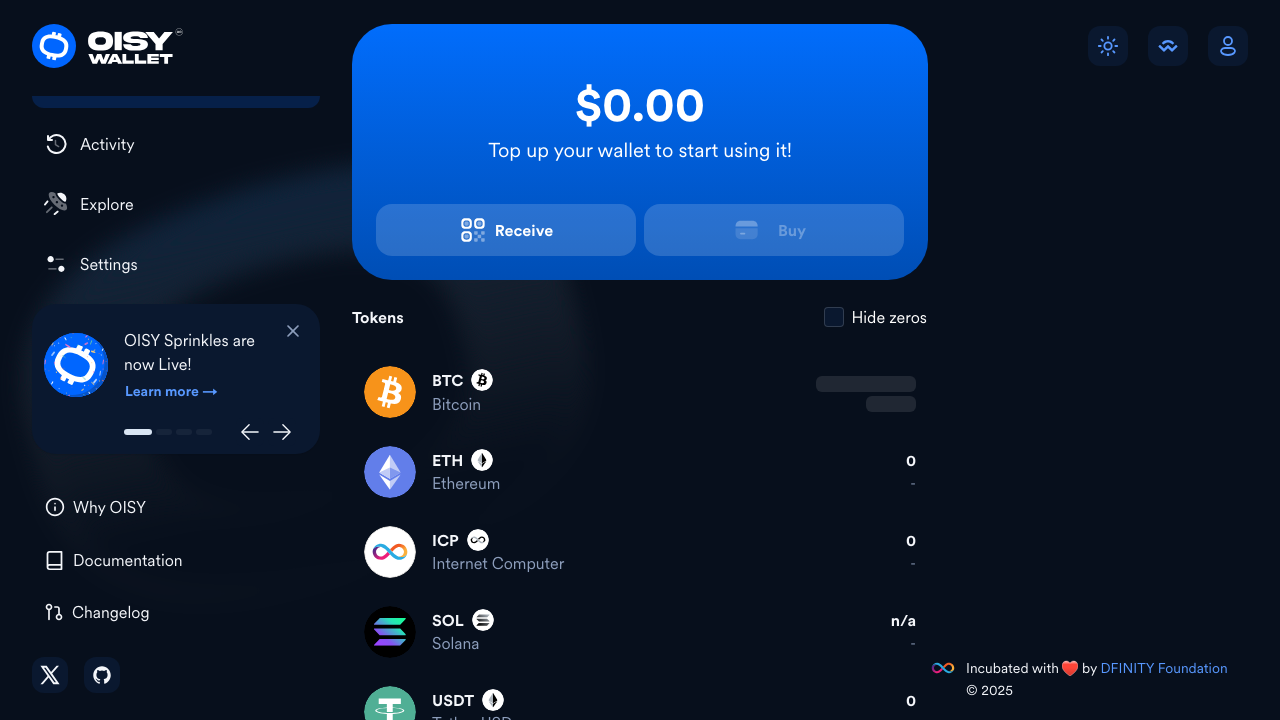 OISY
WALLET
Activity
Explore
Settings
OISY Sprinkles are
now Live!
Learn more →
Why OISY
Documentation
Changelog
$0.00
Top up your wallet to start using it!
Receive
Buy
Tokens
Hide zeros
BTC
Bitcoin
ETH
Ethereum
0
-
ICP
Internet Computer
0
-
SOL
Solana
n/a
-
USDT
Tether USD
0
Incubated with ❤️ by DFINITY Foundation
© 2025